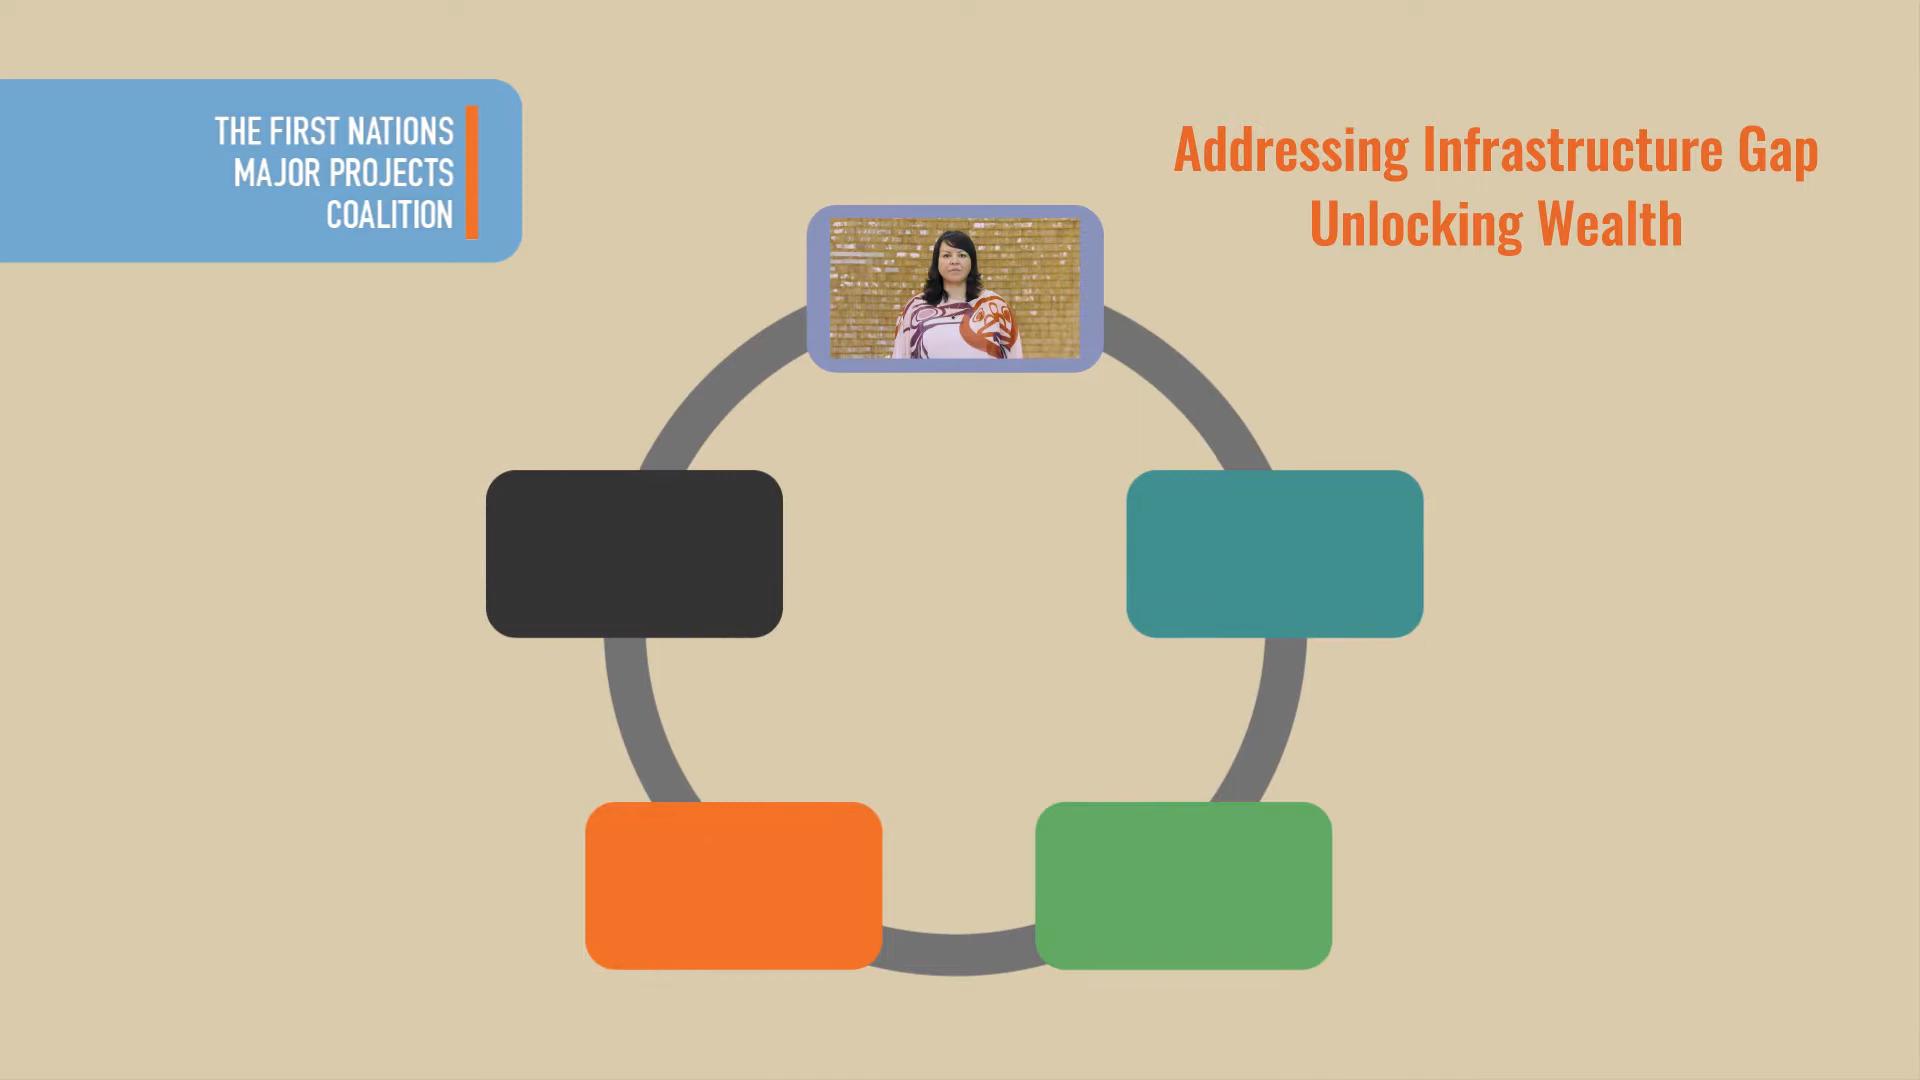 THE FIRST NATIONS
MAJOR PROJECTS
COALITION
Addressing Infrastructure Gap
Unlocking Wealth